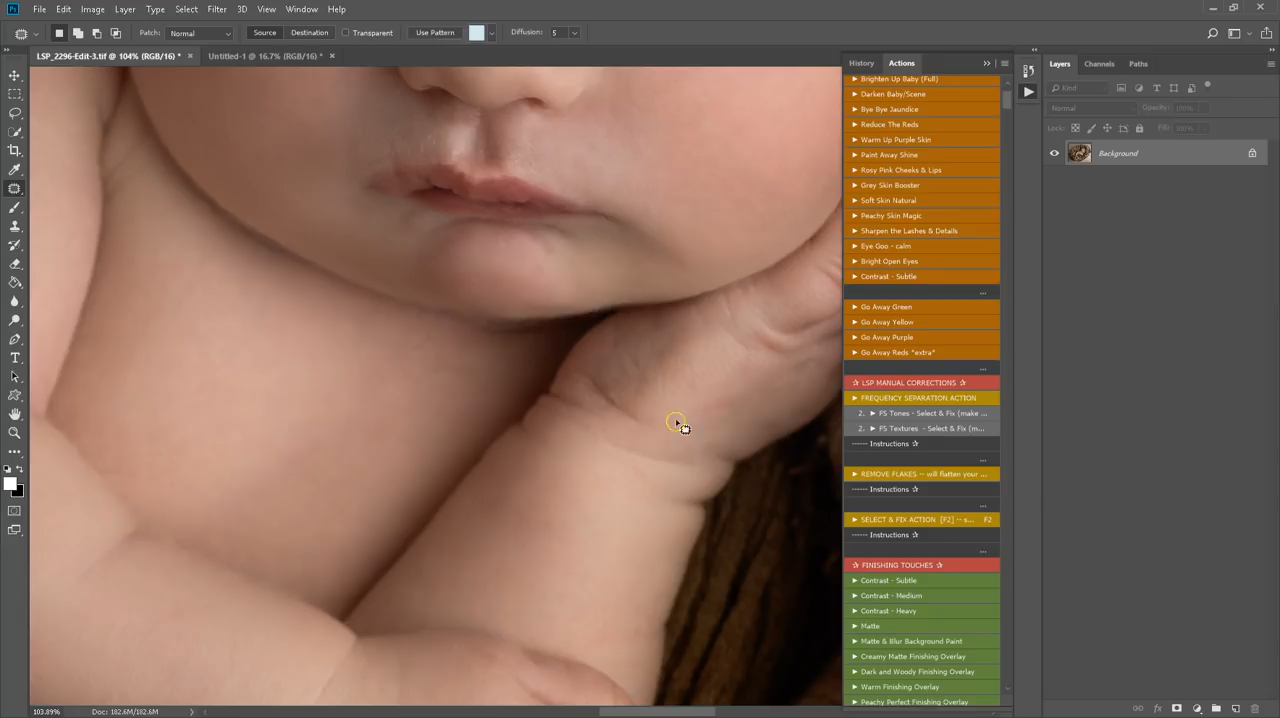 Ps File Edit Image Layer Type Select Filter 3D View Window Help
Patch: Normal Source Destination Transparent Use Pattern Diffusion: 5
LSP_2296-Edit-3.tif @ 104% (RGB/16) * × Untitled-1 @ 16.7% (RGB/16) * ×
History Actions
Brighten Up Baby (Full)
Darken Baby/Scene
Bye Bye Jaundice
Reduce The Reds
Warm Up Purple Skin
Paint Away Shine
Rosy Pink Cheeks & Lips
Grey Skin Booster
Soft Skin Natural
Peachy Skin Magic
Sharpen the Lashes & Details
Eye Goo - calm
Bright Open Eyes
Contrast - Subtle
...
Go Away Green
Go Away Yellow
Go Away Purple
Go Away Reds *extra*
...
✰ LSP MANUAL CORRECTIONS ✰
FREQUENCY SEPARATION ACTION
2. ► FS Tones - Select & Fix (make ...
2. ► FS Textures - Select & Fix (m...
------ Instructions ✰
...
REMOVE FLAKES -- will flatten your ...
------ Instructions ✰
...
SELECT & FIX ACTION [F2] -- s... F2
------ Instructions ✰
...
✰ FINISHING TOUCHES ✰
Contrast - Subtle
Contrast - Medium
Contrast - Heavy
Matte
Matte & Blur Background Paint
Creamy Matte Finishing Overlay
Dark and Woody Finishing Overlay
Warm Finishing Overlay
Peachy Perfect Finishing Overlay
Layers Channels Paths
Kind
Normal Opacity: 100%
Lock: Fill: 100%
Background
103.89% Doc: 182.6M/182.6M